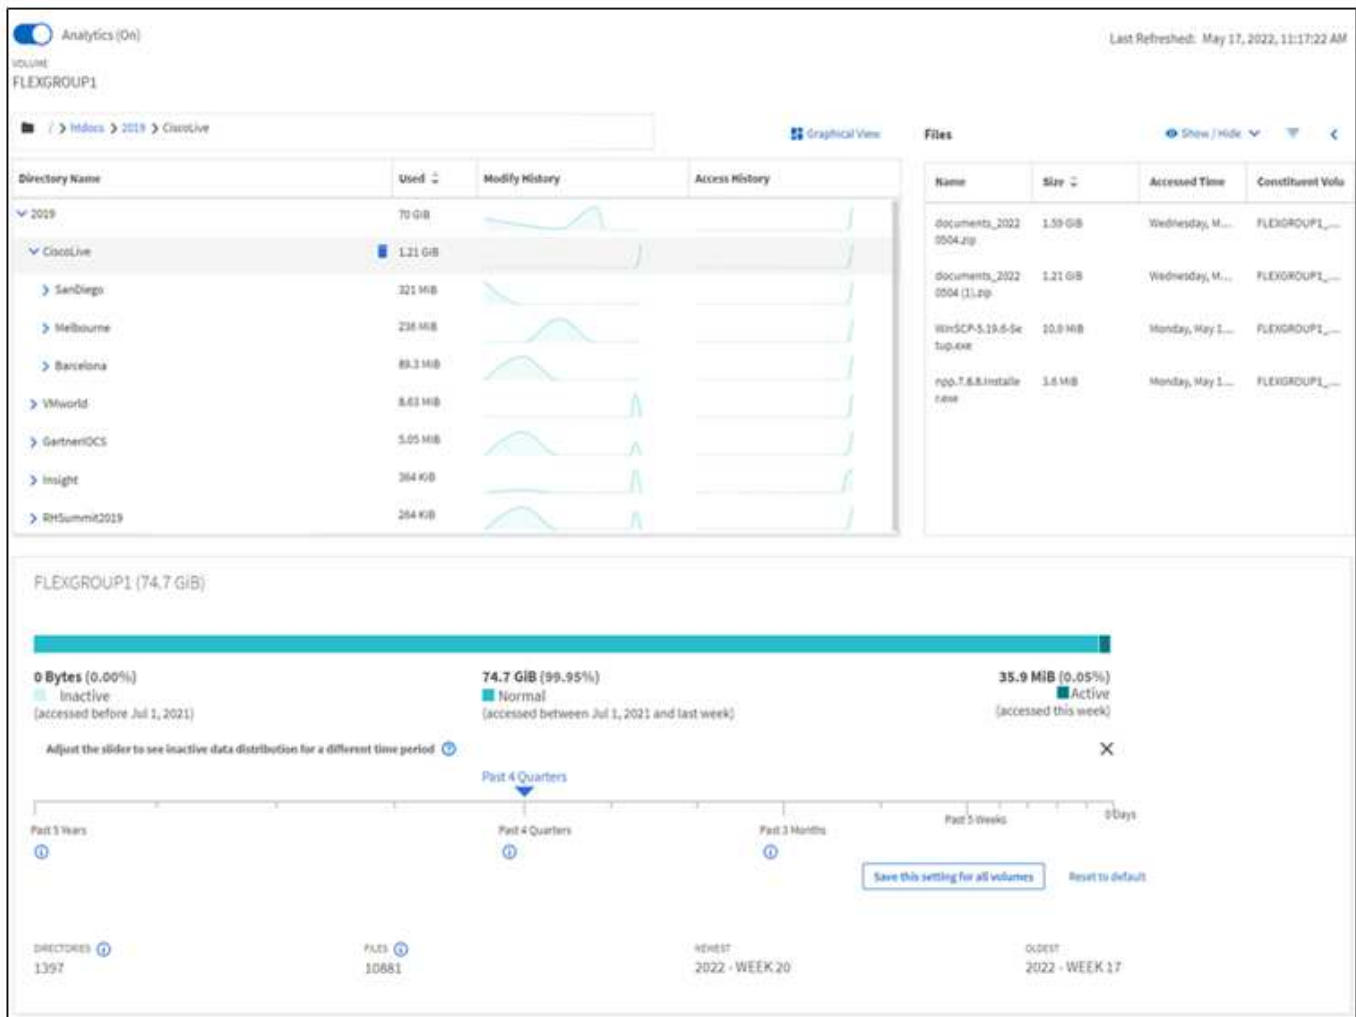 Analytics (On)
Last Refreshed: May 17, 2022, 11:17:22 AM
VOLUME
FLEXGROUP1
/ > htdocs > 2019 > CiscoLive
Graphical View
Files
Show / Hide
Directory Name Used Modify History Access History
2019 70 GiB
CiscoLive 1.21 GiB
SanDiego 321 MiB
Melbourne 236 MiB
Barcelona 89.3 MiB
VMworld 8.63 MiB
GartnerIOCS 5.05 MiB
Insight 364 KiB
RHSummit2019 264 KiB
Name Size Accessed Time Constituent Volu
documents_2022 1.59 GiB Wednesday, M... FLEXGROUP1_...
0504.zip
documents_2022 1.21 GiB Wednesday, M... FLEXGROUP1_...
0504 (1).zip
WinSCP-5.19.6-Se 10.9 MiB Monday, May 1... FLEXGROUP1_...
tup.exe
npp.7.8.8.Installe 3.6 MiB Monday, May 1... FLEXGROUP1_...
r.exe
FLEXGROUP1 (74.7 GiB)
0 Bytes (0.00%) 74.7 GiB (99.95%) 35.9 MiB (0.05%)
Inactive Normal Active
(accessed before Jul 1, 2021) (accessed between Jul 1, 2021 and last week) (accessed this week)
Adjust the slider to see inactive data distribution for a different time period
Past 4 Quarters
Past 5 Years Past 4 Quarters Past 3 Months Past 5 Weeks 0 Days
Save this setting for all volumes Reset to default
DIRECTORIES FILES NEWEST OLDEST
1397 10881 2022 - WEEK 20 2022 - WEEK 17